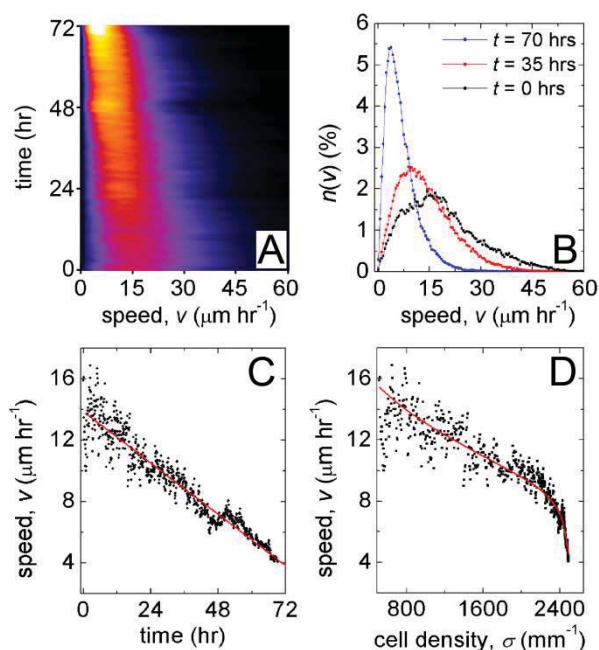 72
48
24
0
time (hr)
0 15 30 45 60
speed, v (μm hr⁻¹)
A
6
5
4
3
2
1
0
n(v) (%)
t = 70 hrs
t = 35 hrs
t = 0 hrs
0 15 30 45 60
speed, v (μm hr⁻¹)
B
16
12
8
4
speed, v (μm hr⁻¹)
C
0 24 48 72
time (hr)
16
12
8
4
speed, v (μm hr⁻¹)
D
800 1600 2400
cell density, σ (mm⁻¹)